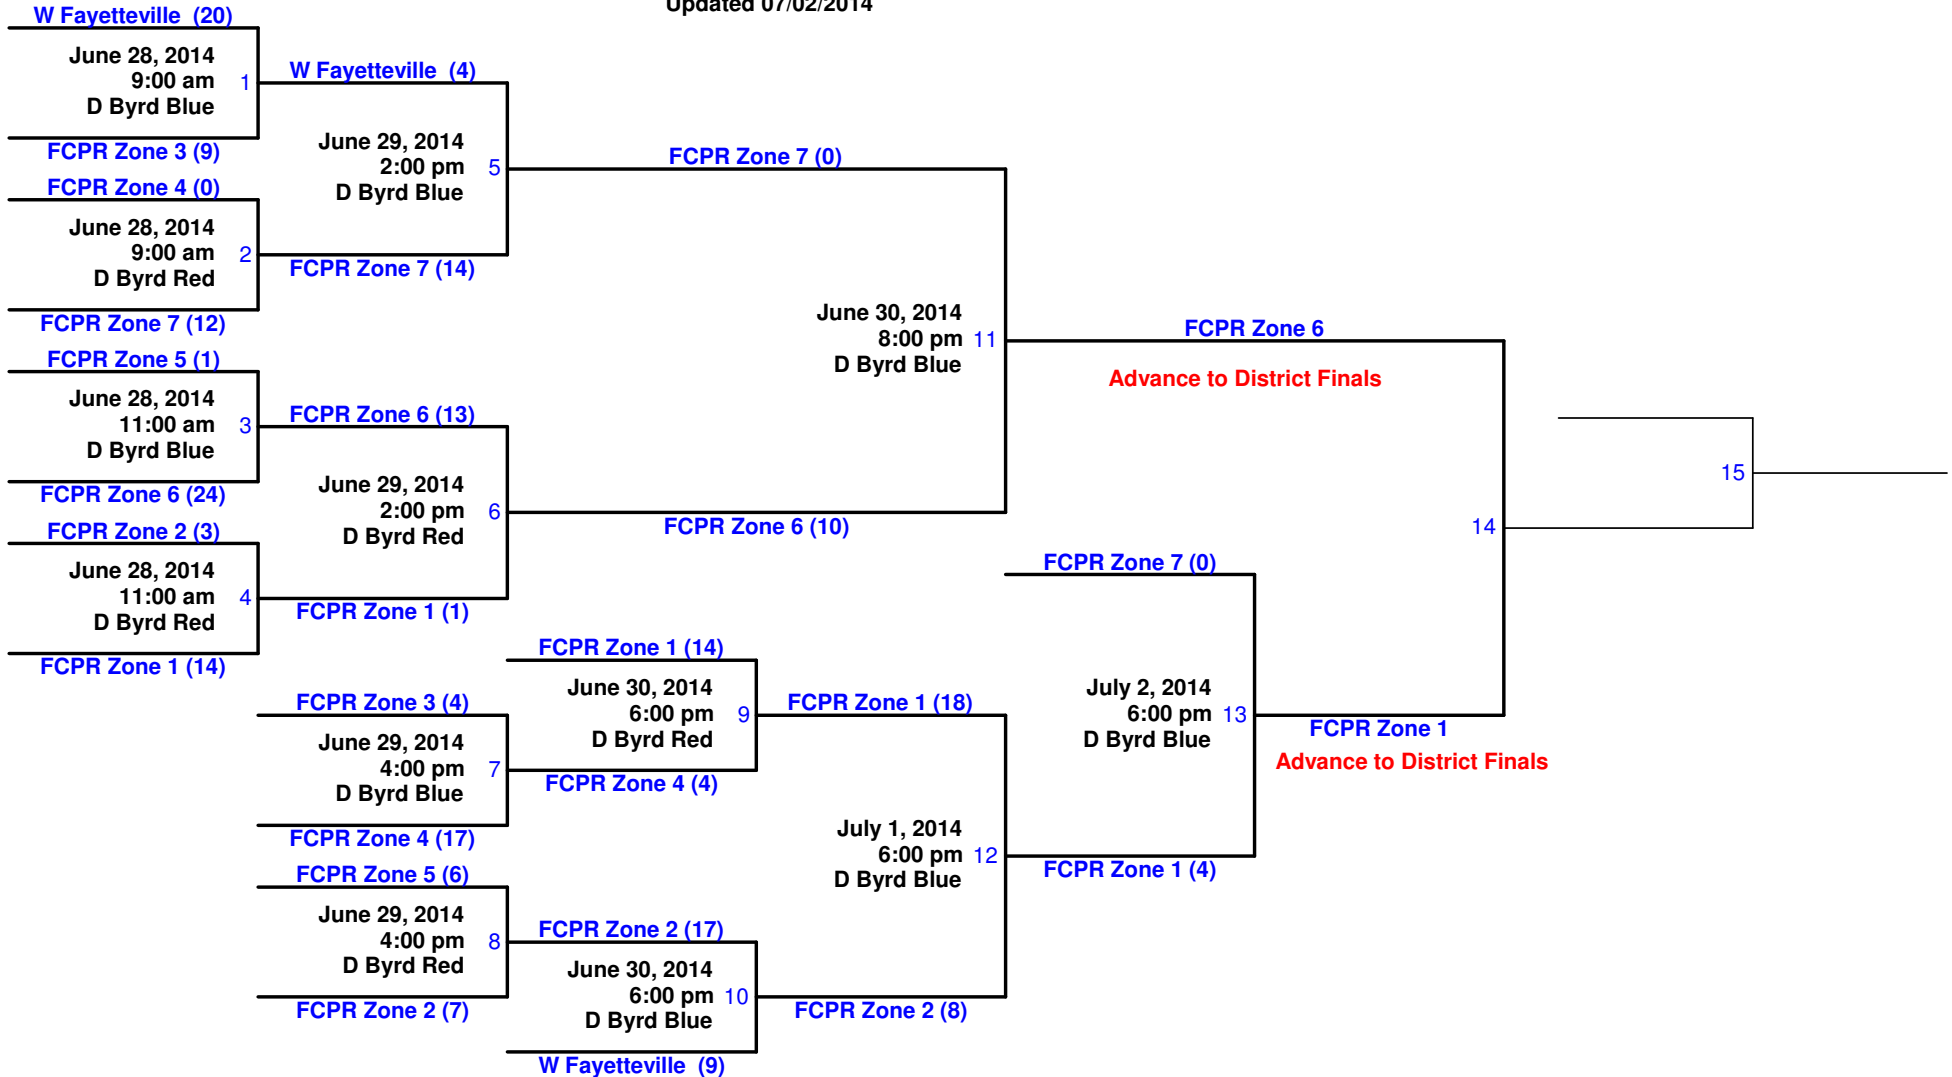 Updated 07/02/2014
W Fayetteville (20)
June 28, 2014
9:00 am
D Byrd Blue
1
FCPR Zone 3 (9)
FCPR Zone 4 (0)
June 28, 2014
9:00 am
D Byrd Red
2
FCPR Zone 7 (12)
FCPR Zone 5 (1)
June 28, 2014
11:00 am
D Byrd Blue
3
FCPR Zone 6 (24)
FCPR Zone 2 (3)
June 28, 2014
11:00 am
D Byrd Red
4
FCPR Zone 1 (14)
W Fayetteville (4)
June 29, 2014
2:00 pm
D Byrd Blue
5
FCPR Zone 7 (14)
FCPR Zone 6 (13)
June 29, 2014
2:00 pm
D Byrd Red
6
FCPR Zone 1 (1)
FCPR Zone 3 (4)
June 29, 2014
4:00 pm
D Byrd Blue
7
FCPR Zone 4 (17)
FCPR Zone 5 (6)
June 29, 2014
4:00 pm
D Byrd Red
8
FCPR Zone 2 (7)
FCPR Zone 1 (14)
June 30, 2014
6:00 pm
D Byrd Red
9
FCPR Zone 4 (4)
FCPR Zone 2 (17)
June 30, 2014
6:00 pm
D Byrd Blue
10
W Fayetteville (9)
FCPR Zone 7 (0)
June 30, 2014
8:00 pm
D Byrd Blue
11
FCPR Zone 6 (10)
FCPR Zone 1 (18)
July 1, 2014
6:00 pm
D Byrd Blue
12
FCPR Zone 2 (8)
FCPR Zone 7 (0)
July 2, 2014
6:00 pm
D Byrd Blue
13
FCPR Zone 1 (4)
FCPR Zone 6
Advance to District Finals
14
FCPR Zone 1
Advance to District Finals
15